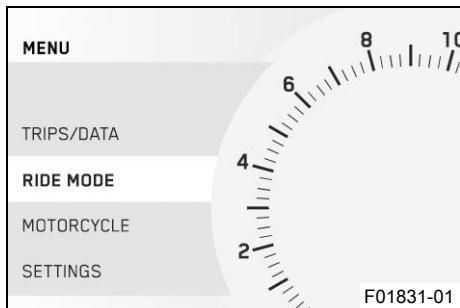 MENU
TRIPS/DATA
RIDE MODE
MOTORCYCLE
SETTINGS
2
4
6
8
10
F01831-01